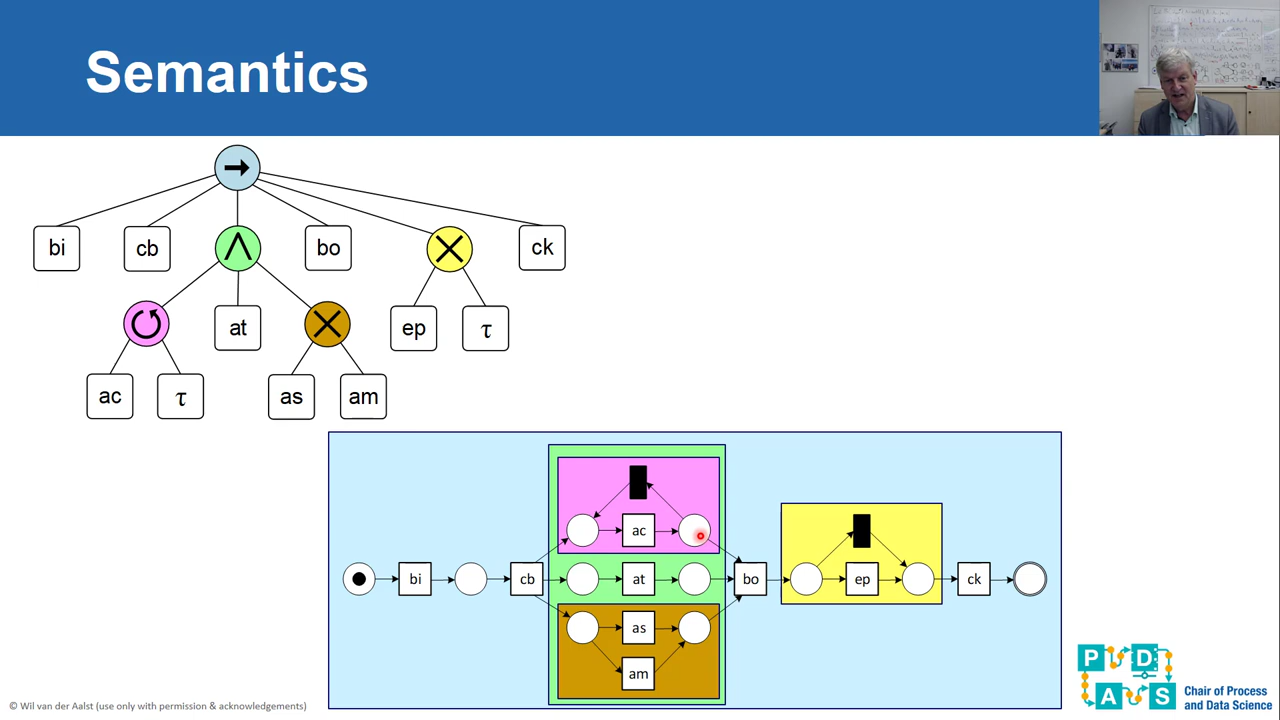 Semantics
bi cb bo ck
at ep τ
ac τ as am
ac
bi cb at bo ep ck
as
am
P D
A S
Chair of Process
and Data Science
© Wil van der Aalst (use only with permission & acknowledgements)